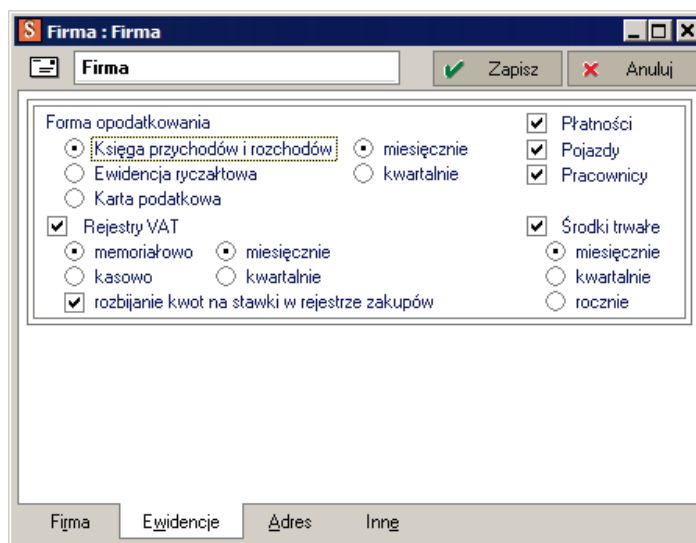 S Firma : Firma
Firma Zapisz Anuluj
Forma opodatkowania Płatności
Księga przychodów i rozchodów miesięcznie Pojazdy
Ewidencja ryczałtowa kwartalnie Pracownicy
Karta podatkowa
Rejestry VAT Środki trwałe
memoriałowo miesięcznie miesięcznie
kasowo kwartalnie kwartalnie
rozbijanie kwot na stawki w rejestrze zakupów rocznie
Firma Ewidencje Adres Inne